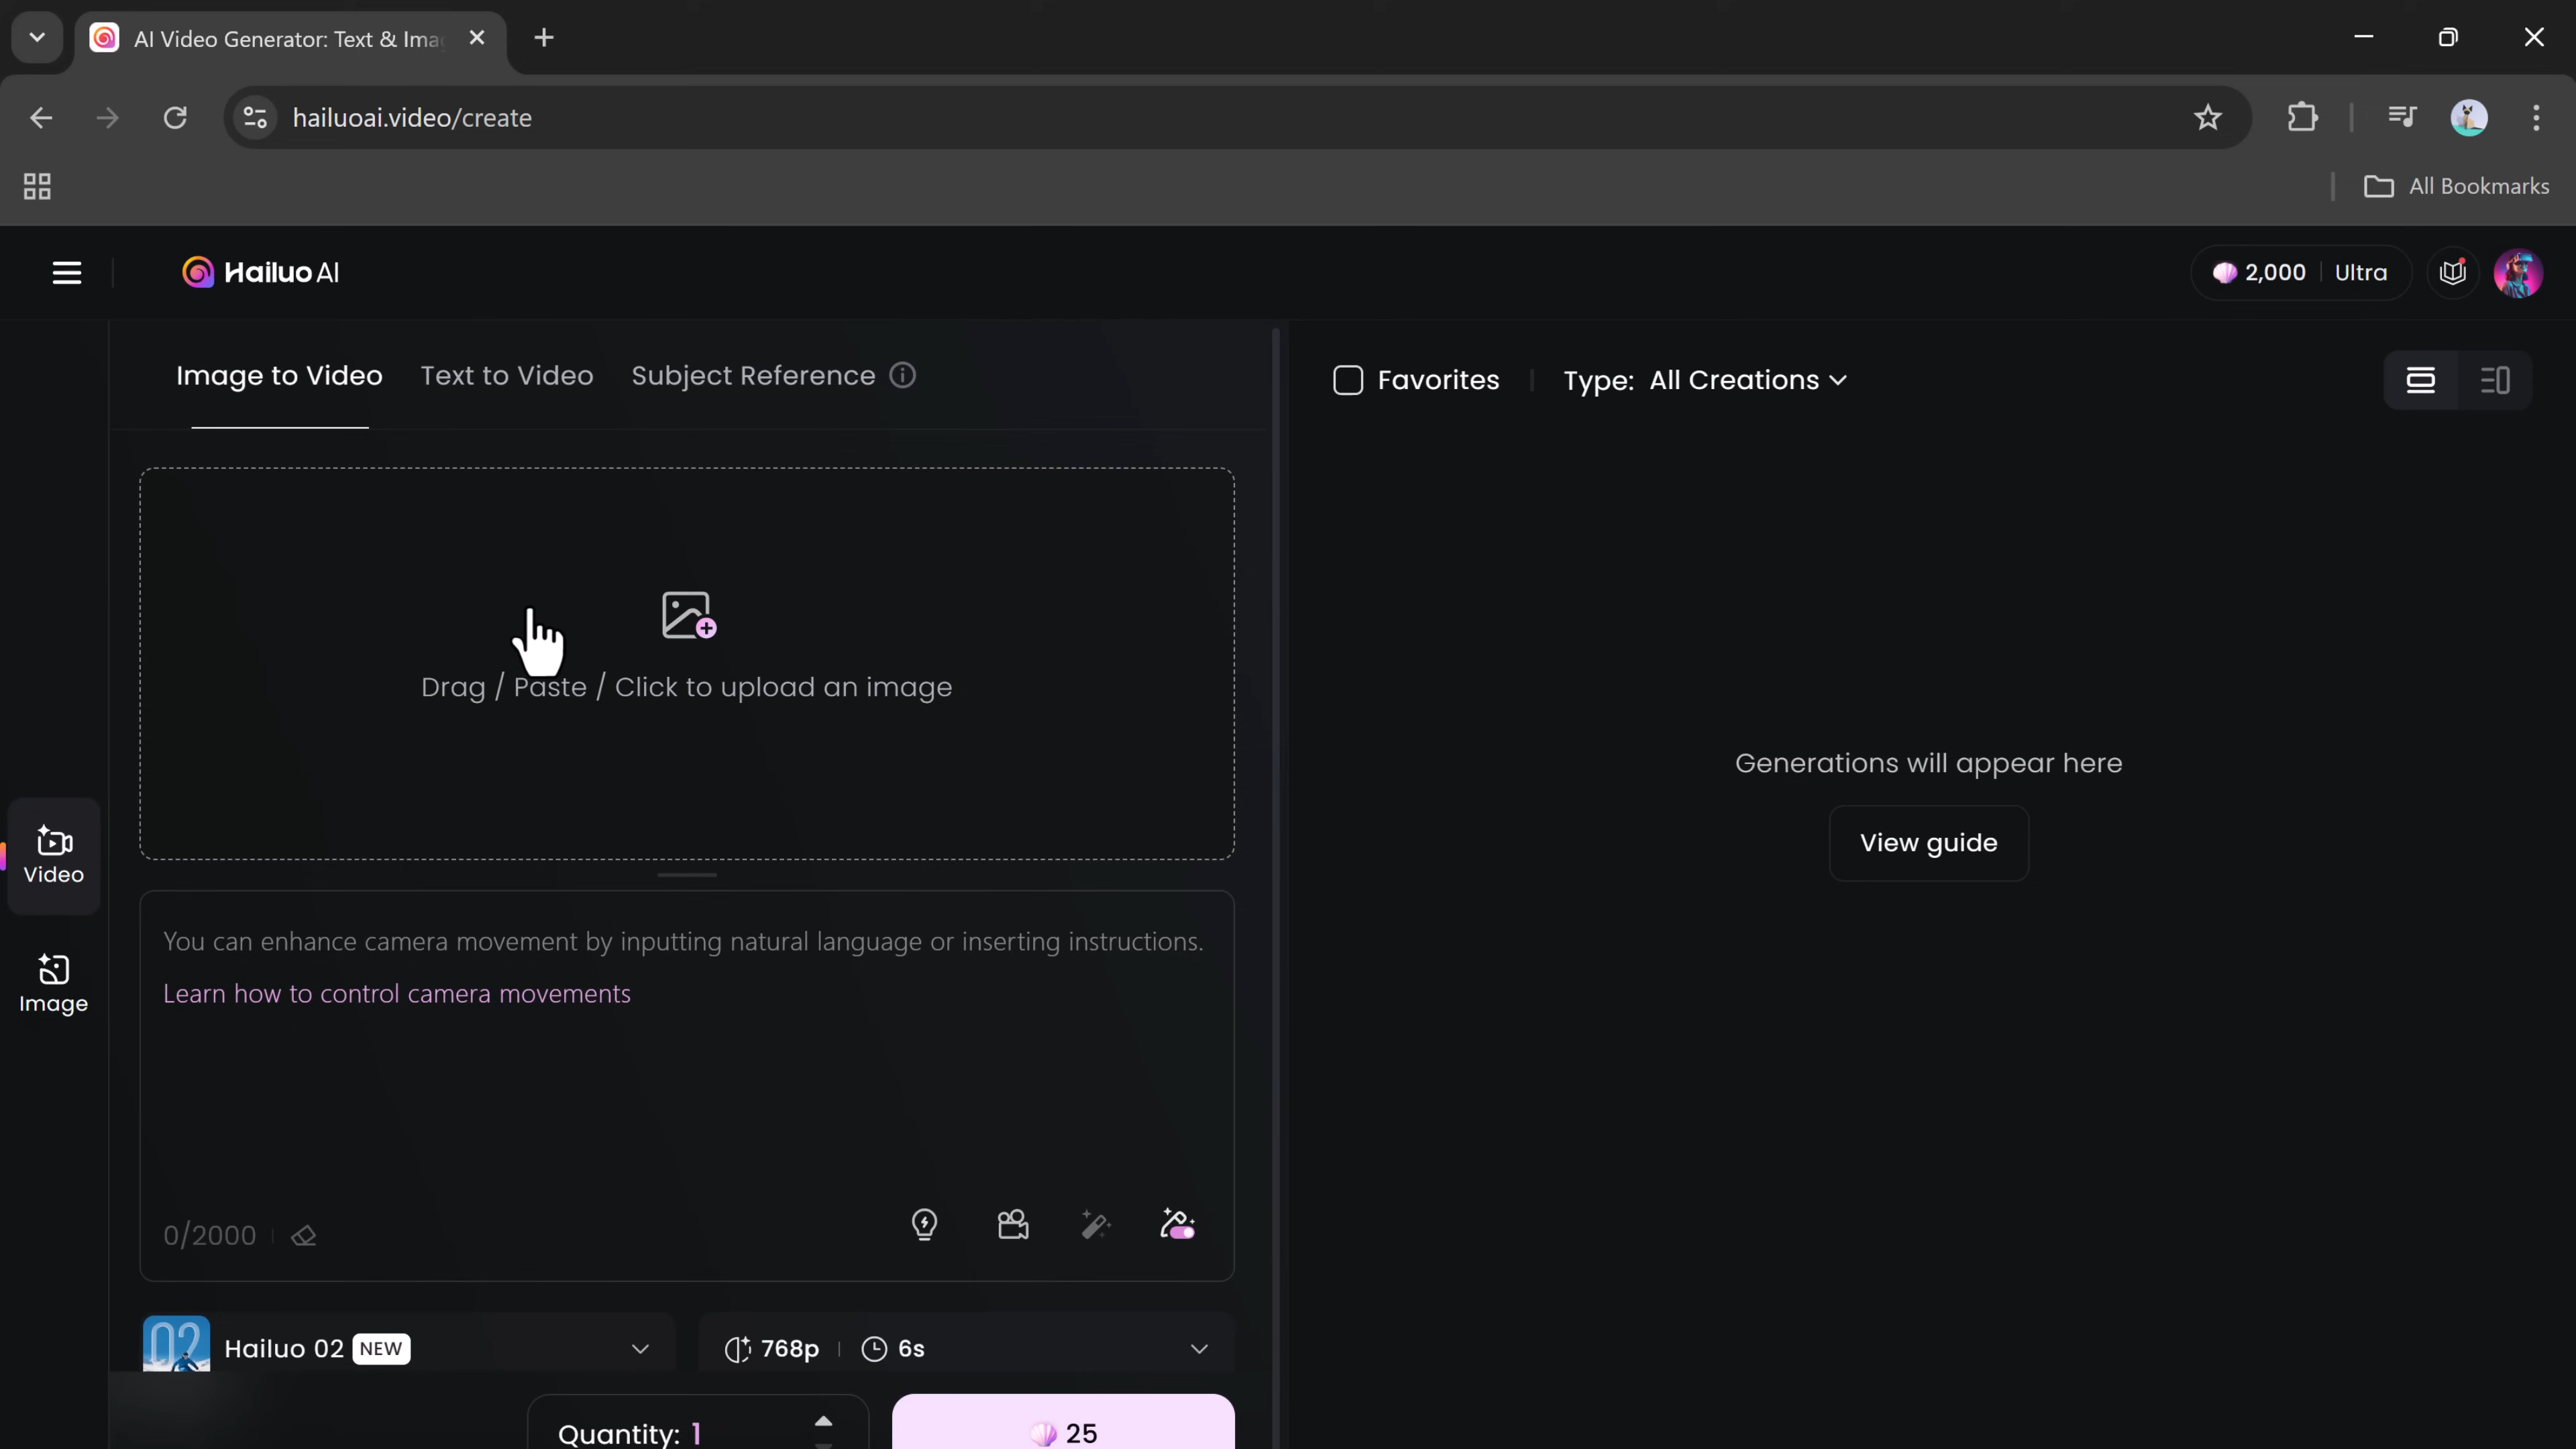 AI Video Generator: Text & Ima
hailuoai.video/create
All Bookmarks
Hailuo AI
2,000 Ultra
Image to Video Text to Video Subject Reference
Favorites Type: All Creations
Drag / Paste / Click to upload an image
Generations will appear here
View guide
Video
Image
You can enhance camera movement by inputting natural language or inserting instructions.
Learn how to control camera movements
0/2000
02 Hailuo 02 NEW
768p 6s
Quantity: 1
25